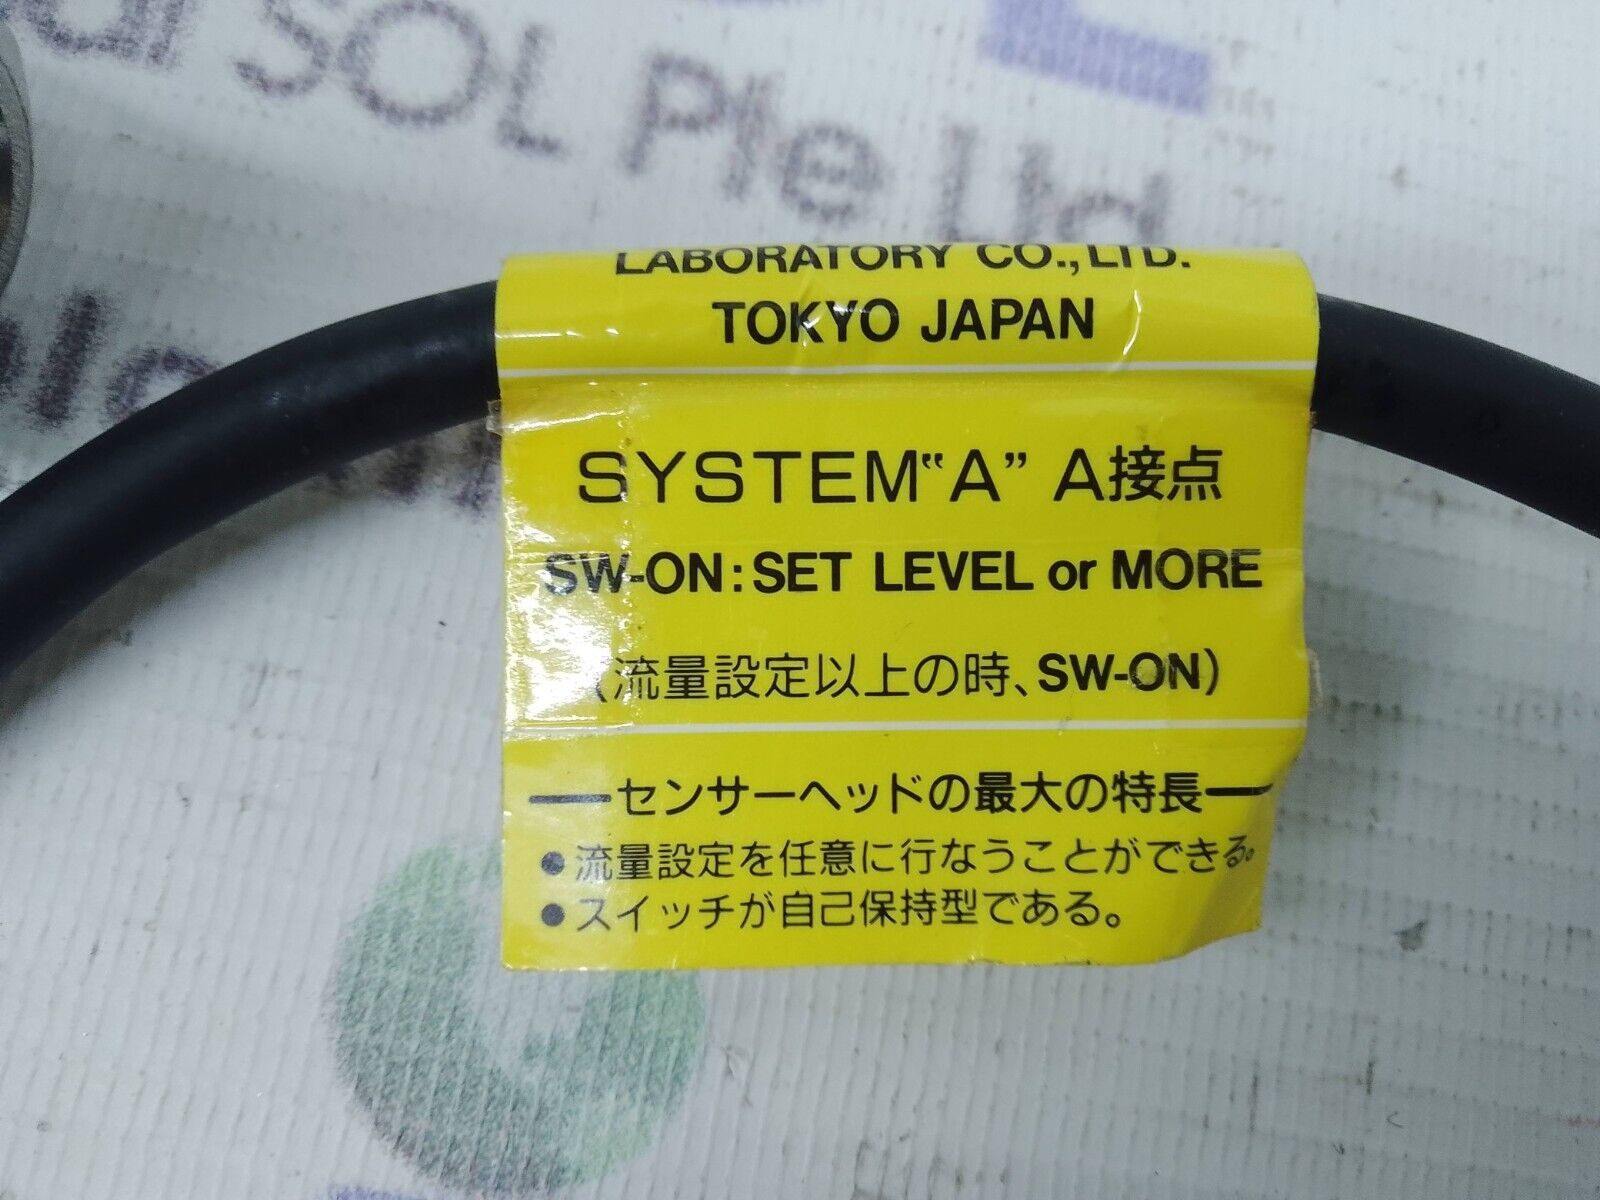 SOL Pte Ltd
LABORATORY CO.,LTD.
TOKYO JAPAN
SYSTEM“A” A接点
SW-ON:SET LEVEL or MORE
(流量設定以上の時、SW-ON)
—センサーヘッドの最大の特長—
●流量設定を任意に行なうことができる。
●スイッチが自己保持型である。